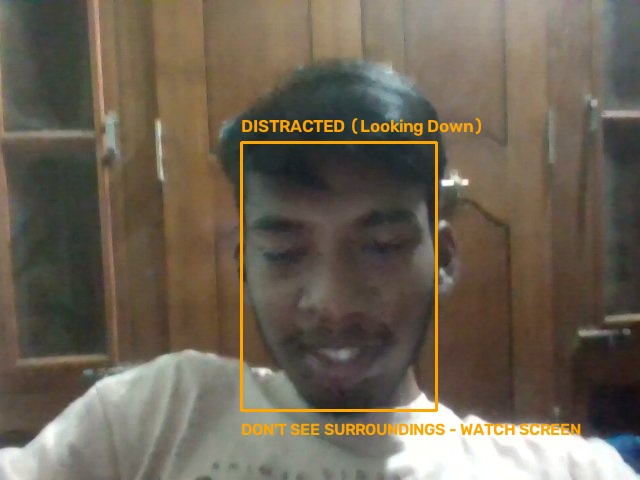 DISTRACTED (Looking Down)
DON'T SEE SURROUNDINGS - WATCH SCREEN